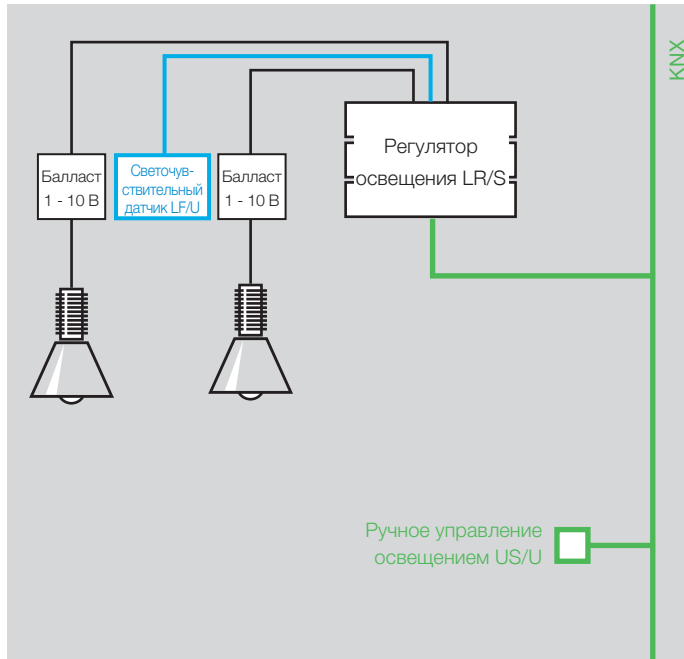 KNX
Регулятор
освещения LR/S
Балласт
1 - 10 В
Светочув-
ствительный
датчик LF/U
Балласт
1 - 10 В
Ручное управление
освещением US/U